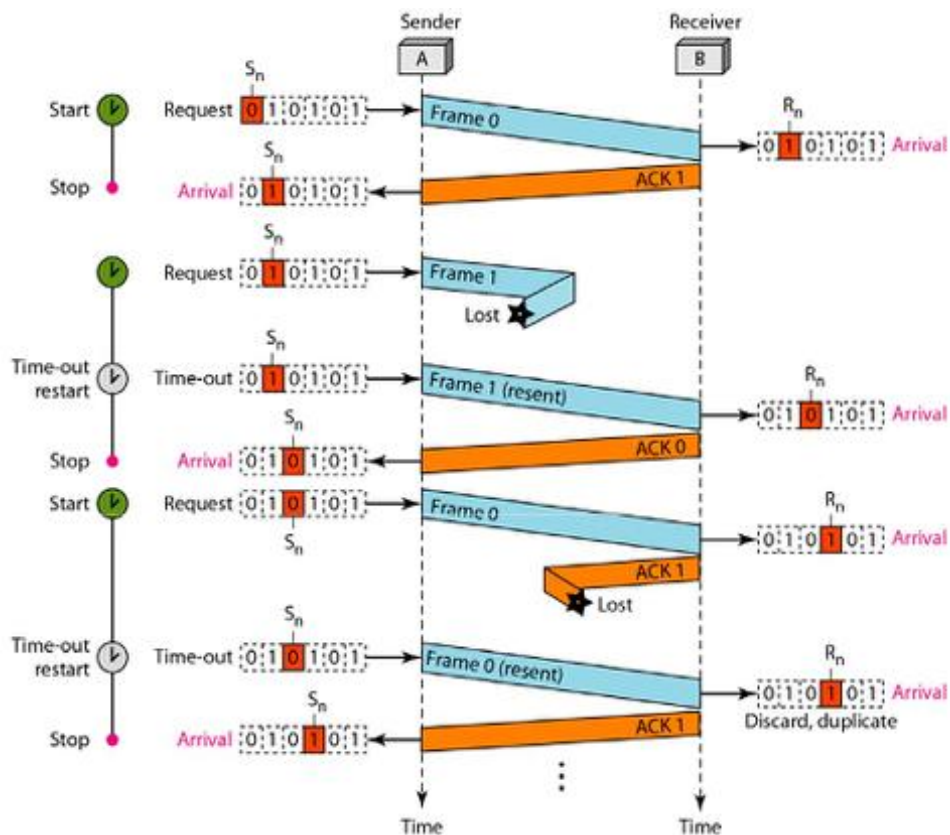 Sender
Receiver
A
B
Sn
Rn
Start
Request
0 1 0 1 0 1
Frame 0
0 1 0 1 0 1
Arrival
Sn
Stop
Arrival
0 1 0 1 0 1
ACK 1
Sn
Request
0 1 0 1 0 1
Frame 1
Lost
Sn
Rn
Time-out
restart
Time-out
0 1 0 1 0 1
Frame 1 (resent)
0 1 0 1 0 1
Arrival
Sn
Stop
Arrival
0 1 0 1 0 1
ACK 0
Start
Request
0 1 0 1 0 1
Frame 0
Rn
Sn
0 1 0 1 0 1
Arrival
ACK 1
Lost
Sn
Time-out
restart
Time-out
0 1 0 1 0 1
Frame 0 (resent)
Rn
0 1 0 1 0 1
Arrival
Discard, duplicate
Sn
Stop
Arrival
0 1 0 1 0 1
ACK 1
Time
Time